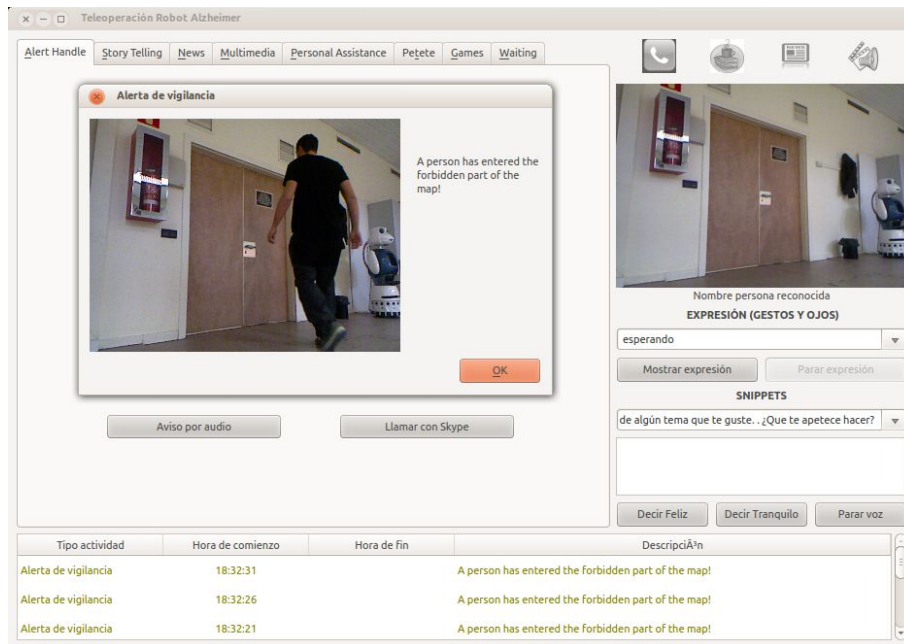 Teleoperación Robot Alzheimer
Alert Handle Story Telling News Multimedia Personal Assistance Petete Games Waiting
Alerta de vigilancia
A person has entered the
forbidden part of the
map!
OK
Aviso por audio Llamar con Skype
Nombre persona reconocida
EXPRESIÓN (GESTOS Y OJOS)
esperando
Mostrar expresión Parar expresión
SNIPPETS
de algún tema que te guste. . ¿Que te apetece hacer?
Decir Feliz Decir Tranquilo Parar voz
Tipo actividad Hora de comienzo Hora de fin DescripciÃ³n
Alerta de vigilancia 18:32:31 A person has entered the forbidden part of the map!
Alerta de vigilancia 18:32:26 A person has entered the forbidden part of the map!
Alerta de vigilancia 18:32:21 A person has entered the forbidden part of the map!